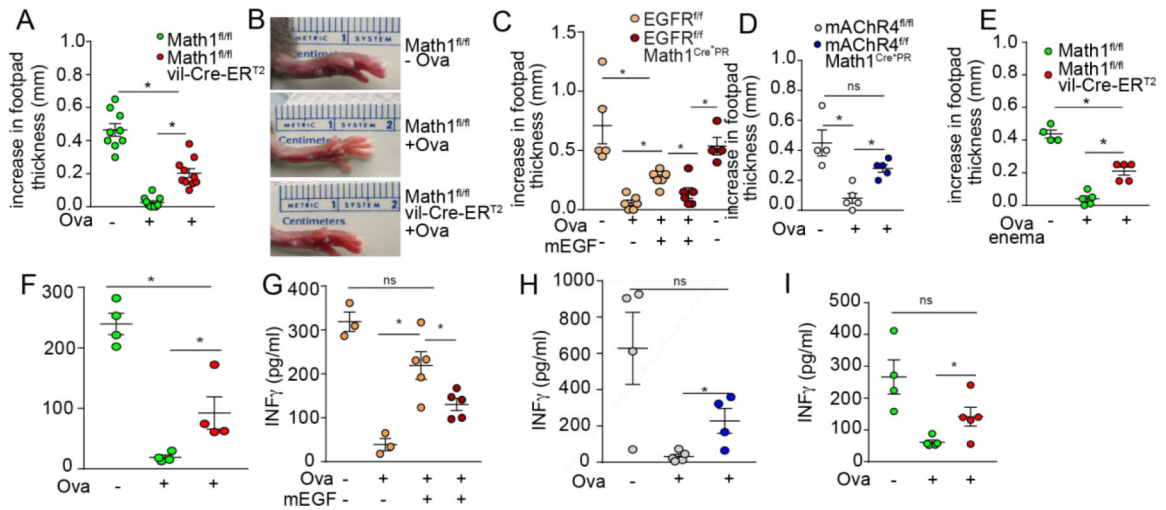 A
Math1fl/fl
Math1fl/fl
vil-Cre-ERT2
increase in footpad
thickness (mm)
1.0
0.8
0.6
0.4
0.2
0.0
*
*
Ova
-
+
+
B
METRIC 1 SYSTEM
Centimeters
Math1fl/fl
- Ova
METRIC 1 SYSTEM 2
Centimeters
Math1fl/fl
+Ova
METRIC 1 SYSTEM 2
Centimeters
Math1fl/fl
vil-Cre-ERT2
+Ova
C
EGFRf/f
EGFRf/f
Math1Cre*PR
increase in footpad
thickness (mm)
1.5
1.0
0.5
0.0
*
*
*
*
Ova
- + + + -
mEGF
- - + + -
D
mAChR4fl/fl
mAChR4f/f
Math1Cre*PR
increase in footpad
thickness (mm)
1.0
0.8
0.6
0.4
0.2
0.0
ns
*
*
Ova
- + +
E
Math1fl/fl
Math1fl/fl
vil-Cre-ERT2
increase in footpad
thickness (mm)
1.0
0.8
0.6
0.4
0.2
0.0
*
*
Ova
enema
- + +
F
300
200
100
0
*
*
Ova
- + +
G
INFγ (pg/ml)
400
300
200
100
0
ns
*
*
Ova
- + + +
mEGF
- - + +
H
INFγ (pg/ml)
1000
800
600
400
200
0
ns
*
Ova
- + +
I
INFγ (pg/ml)
500
400
300
200
100
0
ns
*
Ova
- + +